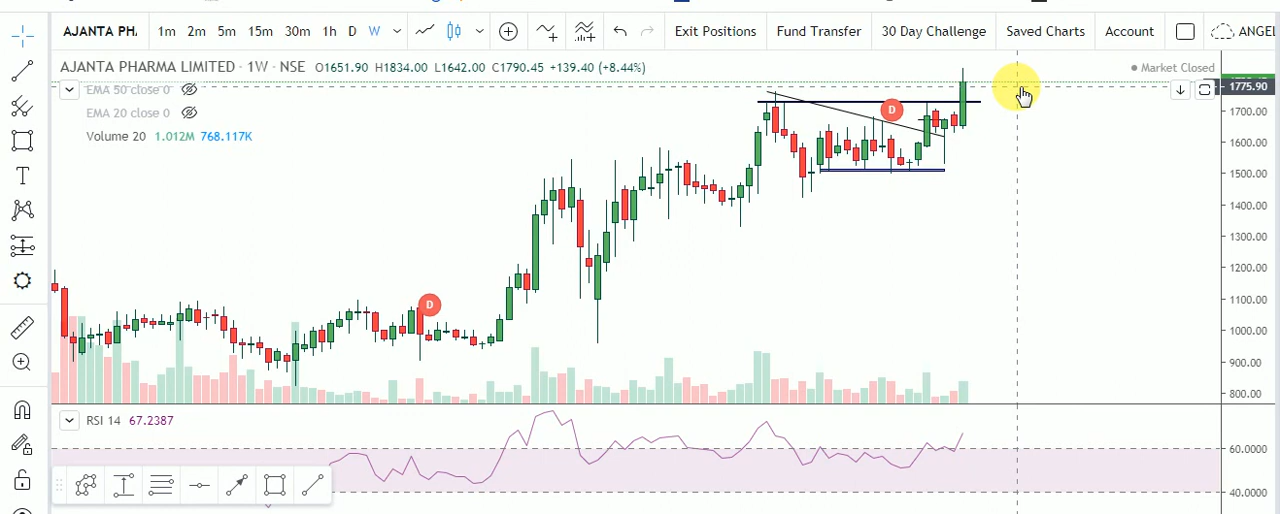 AJANTA PHA 1m 2m 5m 15m 30m 1h D W Exit Positions Fund Transfer 30 Day Challenge Saved Charts Account ANGEL
AJANTA PHARMA LIMITED · 1W · NSE O1651.90 H1834.00 L1642.00 C1790.45 +139.40 (+8.44%)
Market Closed
EMA 50 close 0
1775.90
EMA 20 close 0
D
1700.00
Volume 20 1.012M 768.117K
1600.00
1500.00
1400.00
1300.00
1200.00
D
1100.00
1000.00
900.00
800.00
RSI 14 67.2387
60.0000
40.0000
T